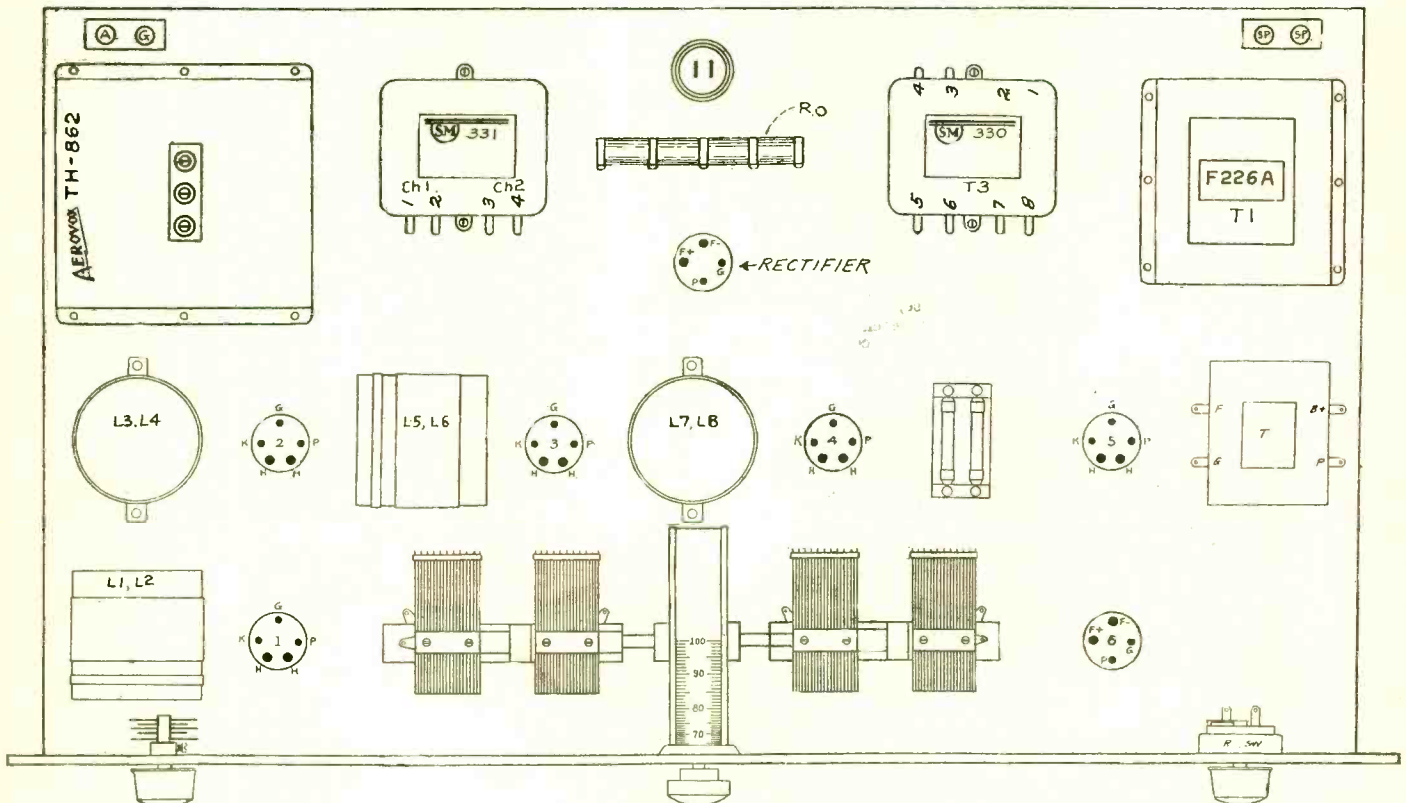 A G
SP SP
AEROVOX TH-862
SM 331
Ch1. Ch2
1 2 3 4
11
R.O
4 3 2 1
SM 330
T3
5 6 7 8
F226A
T1
F+ F-
G
P
←RECTIFIER
L3, L4
G
K 2 P
H H
L5, L6
G
K 3 P
H H
L7, L8
G
K 4 P
H H
G
K 5 P
H H
F B+
T
G P
L1, L2
G
K 1 P
H H
100
90
80
70
F+ F-
6 G
P
R SW